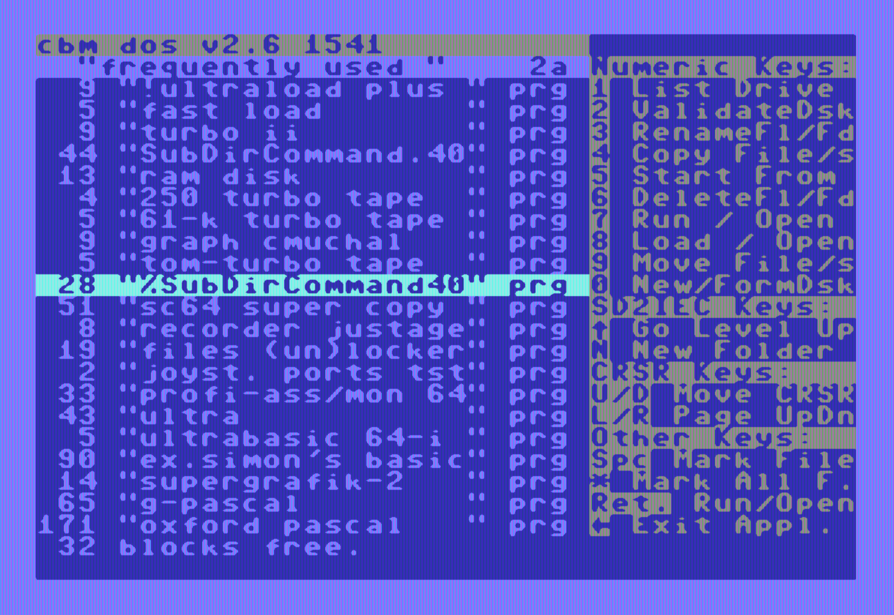 cbm dos v2.6 1541
"frequently used " 2a Numeric Keys:
9 "!ultraload plus " prg 1 List Drive
5 "fast load " prg 2 ValidateDsk
9 "turbo ii " prg 3 RenameFl/Fd
44 "SubDirCommand.40" prg 4 Copy File/s
13 "ram disk " prg 5 Start From
4 "250 turbo tape " prg 6 DeleteFl/Fd
5 "61-k turbo tape " prg 7 Run / Open
9 "graph cmuchal " prg 8 Load / Open
5 "tom-turbo tape " prg 9 Move File/s
28 "%SubDirCommand40" prg 0 New/FormDsk
51 "sc64 super copy " prg SD2IEC Keys:
8 "recorder justage" prg ↑ Go Level Up
19 "files (un)locker" prg N New Folder
2 "joyst. ports tst" prg CRSR Keys:
33 "profi-ass/mon 64" prg U/D Move CRSR
43 "ultra " prg L/R Page UpDn
5 "ultrabasic 64-i " prg Other Keys:
90 "ex.simon's basic" prg Spc Mark File
14 "supergrafik-2 " prg * Mark All F.
65 "g-pascal " prg Ret. Run/Open
171 "oxford pascal " prg ← Exit Appl.
32 blocks free.